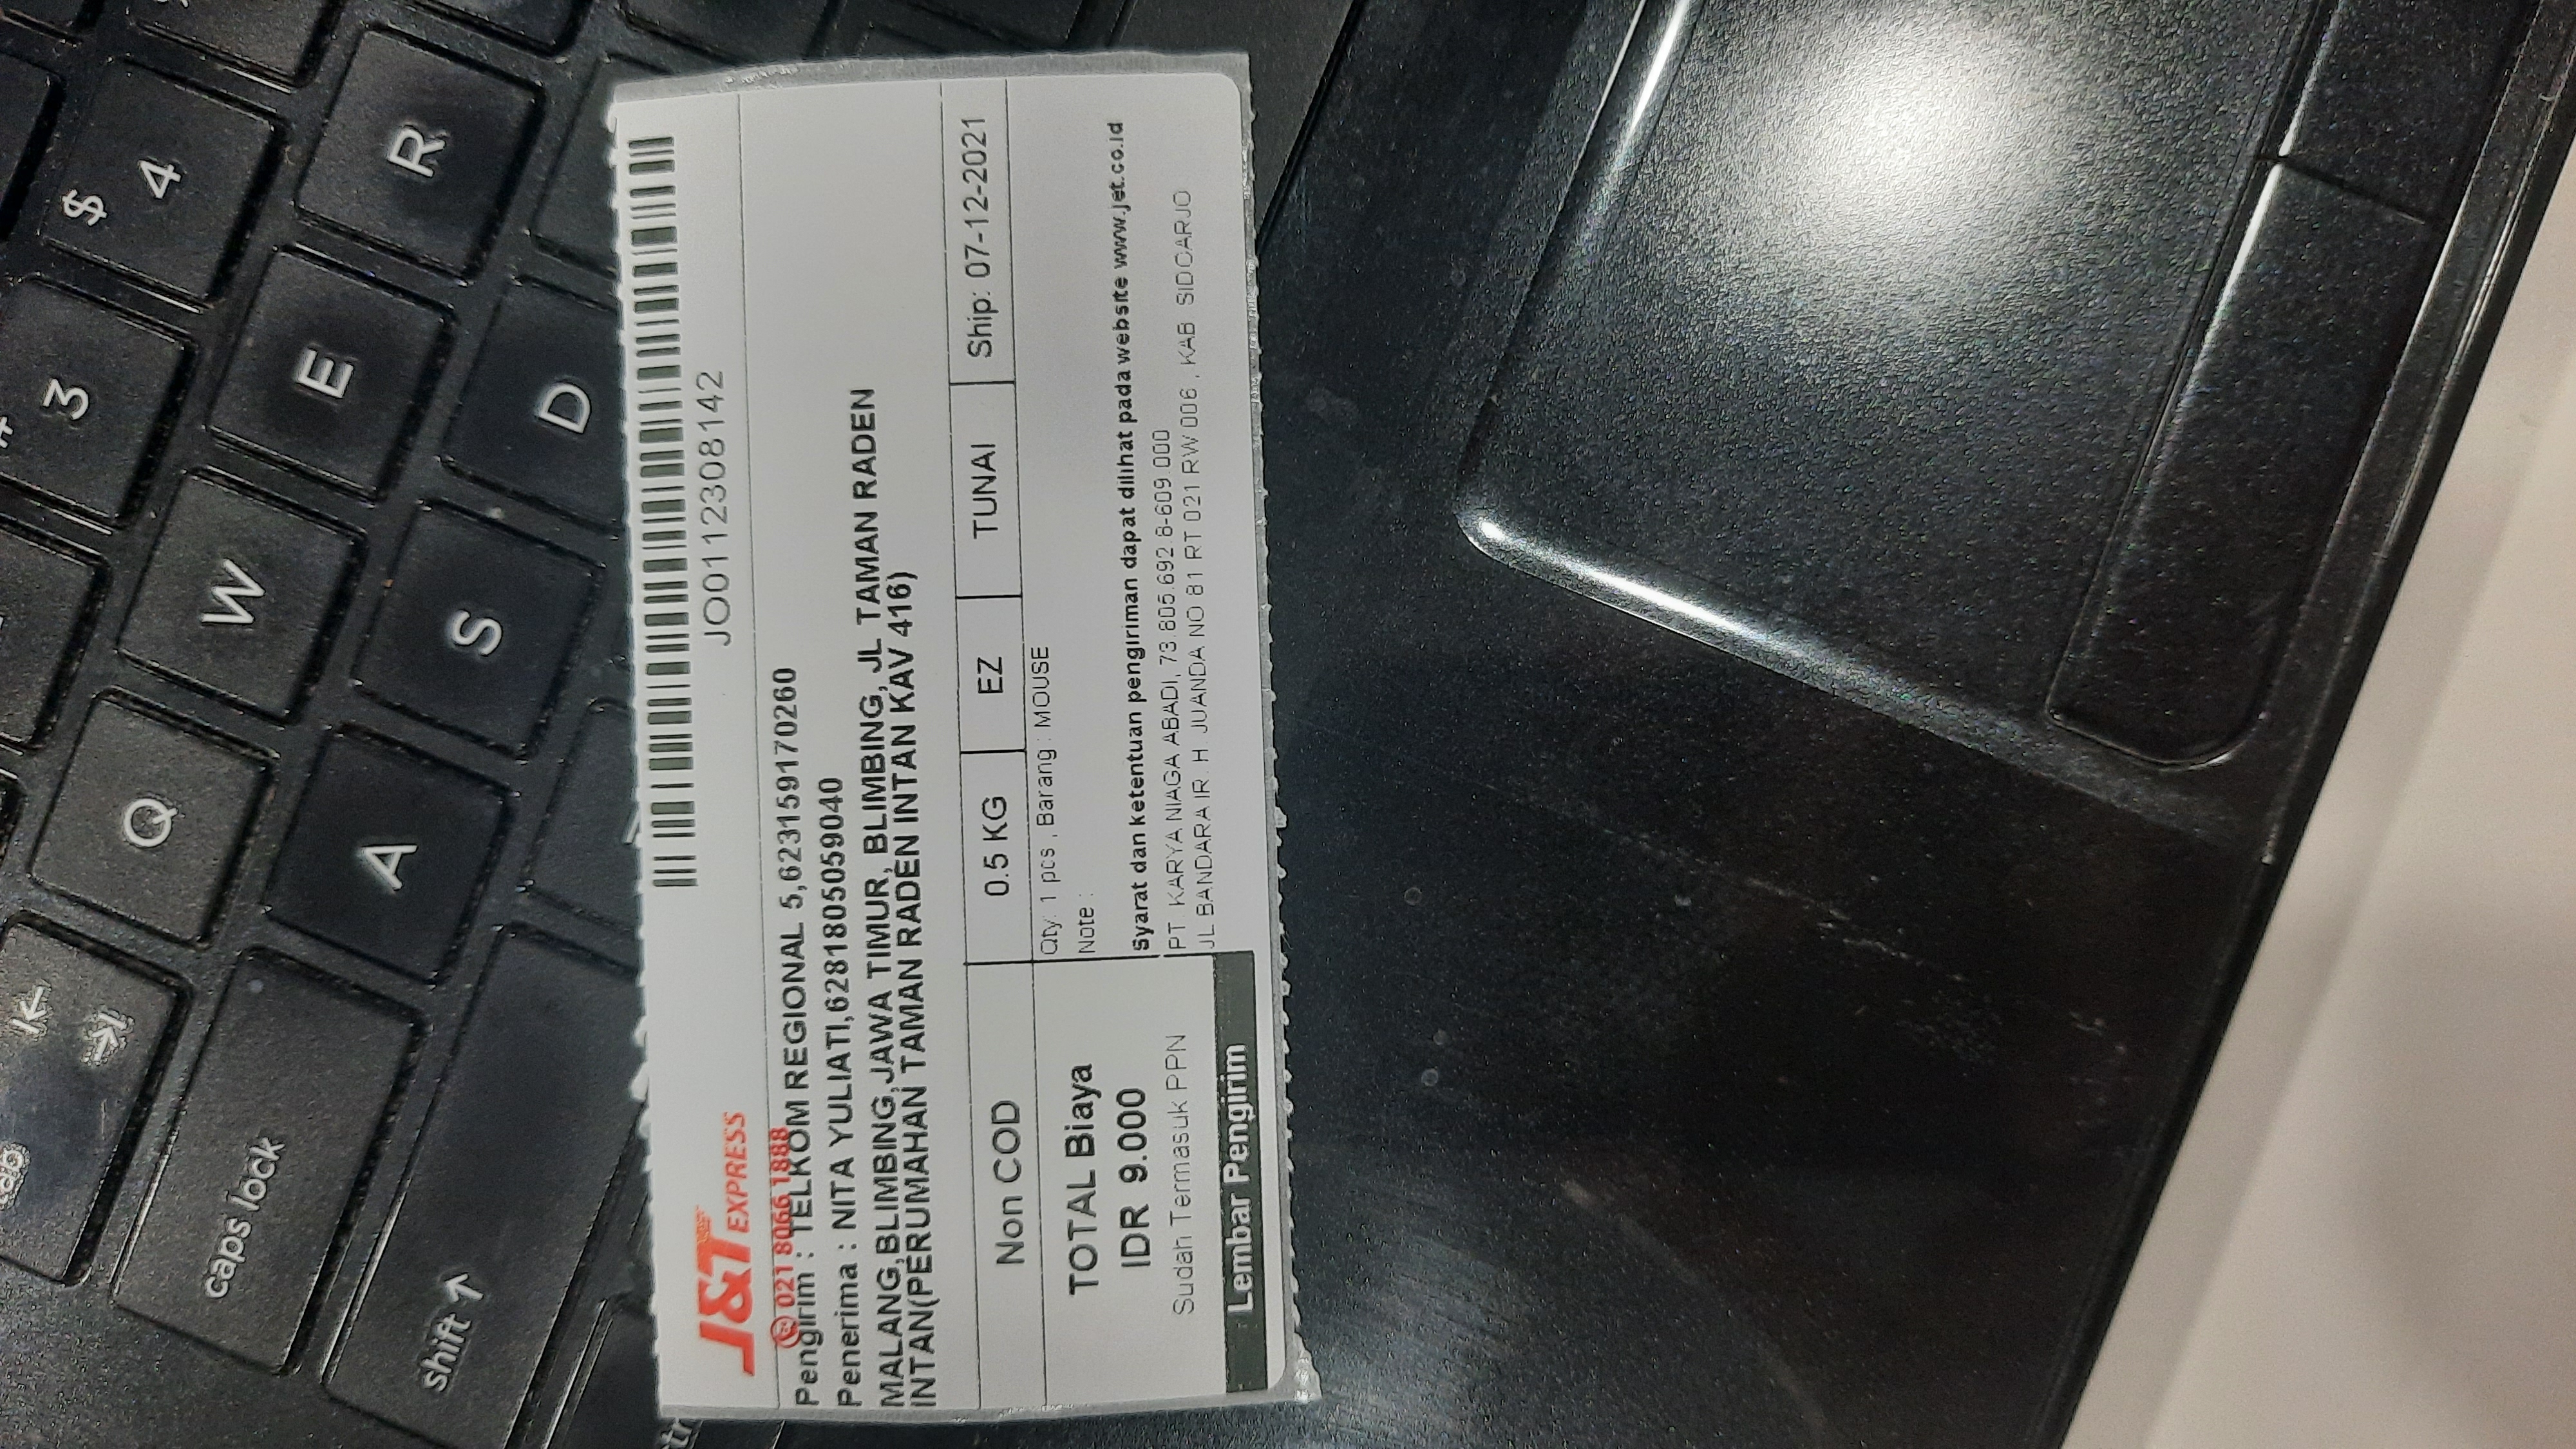 tab
3
$
4
Q
W
E
R
caps lock
A
S
D
shift
J&T EXPRESS
JO0112308142
021 8066 1888
Pengirim : TELKOM REGIONAL 5,623159170260
Penerima : NITA YULIATI,6281805059040
MALANG,BLIMBING,JAWA TIMUR, BLIMBING, JL TAMAN RADEN
INTAN(PERUMAHAN TAMAN RADEN INTAN KAV 416)
Non COD
0.5 KG
EZ
TUNAI
Ship: 07-12-2021
Qty: 1 pcs , Barang : MOUSE
Note :
TOTAL Biaya
IDR 9.000
Sudah Termasuk PPN
Lembar Pengirim
Syarat dan ketentuan pengiriman dapat dilihat pada website www.jet.co.id
PT. KARYA NIAGA ABADI, 73.805.692.8-609.000
JL BANDARA IR. H. JUANDA NO 81 RT 021 RW 006 , KAB. SIDOARJO